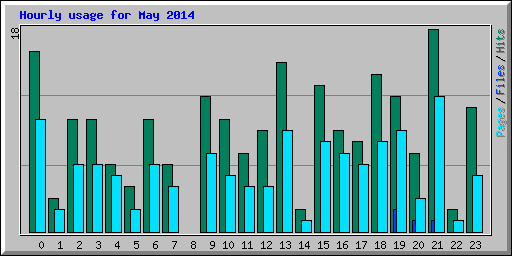 Hourly usage for May 2014
18
Pages / Files / Hits
0 1 2 3 4 5 6 7 8 9 10 11 12 13 14 15 16 17 18 19 20 21 22 23